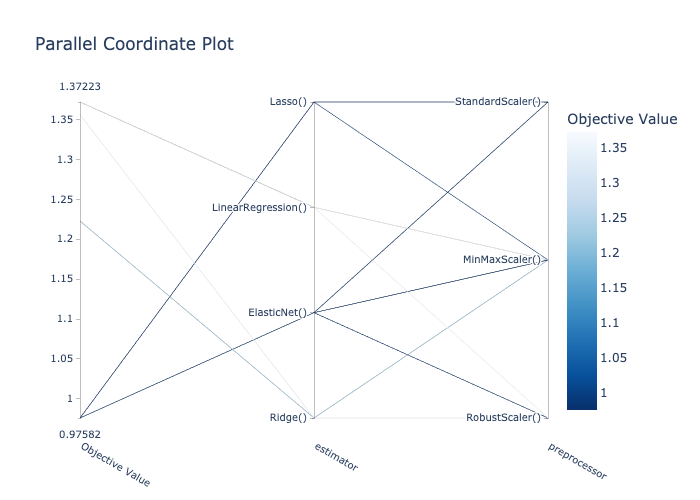 Parallel Coordinate Plot
1.37223
1.35
1.3
1.25
1.2
1.15
1.1
1.05
1
0.97582
Objective Value
Lasso()
LinearRegression()
ElasticNet()
Ridge()
estimator
StandardScaler()
MinMaxScaler()
RobustScaler()
preprocessor
Objective Value
1.35
1.3
1.25
1.2
1.15
1.1
1.05
1